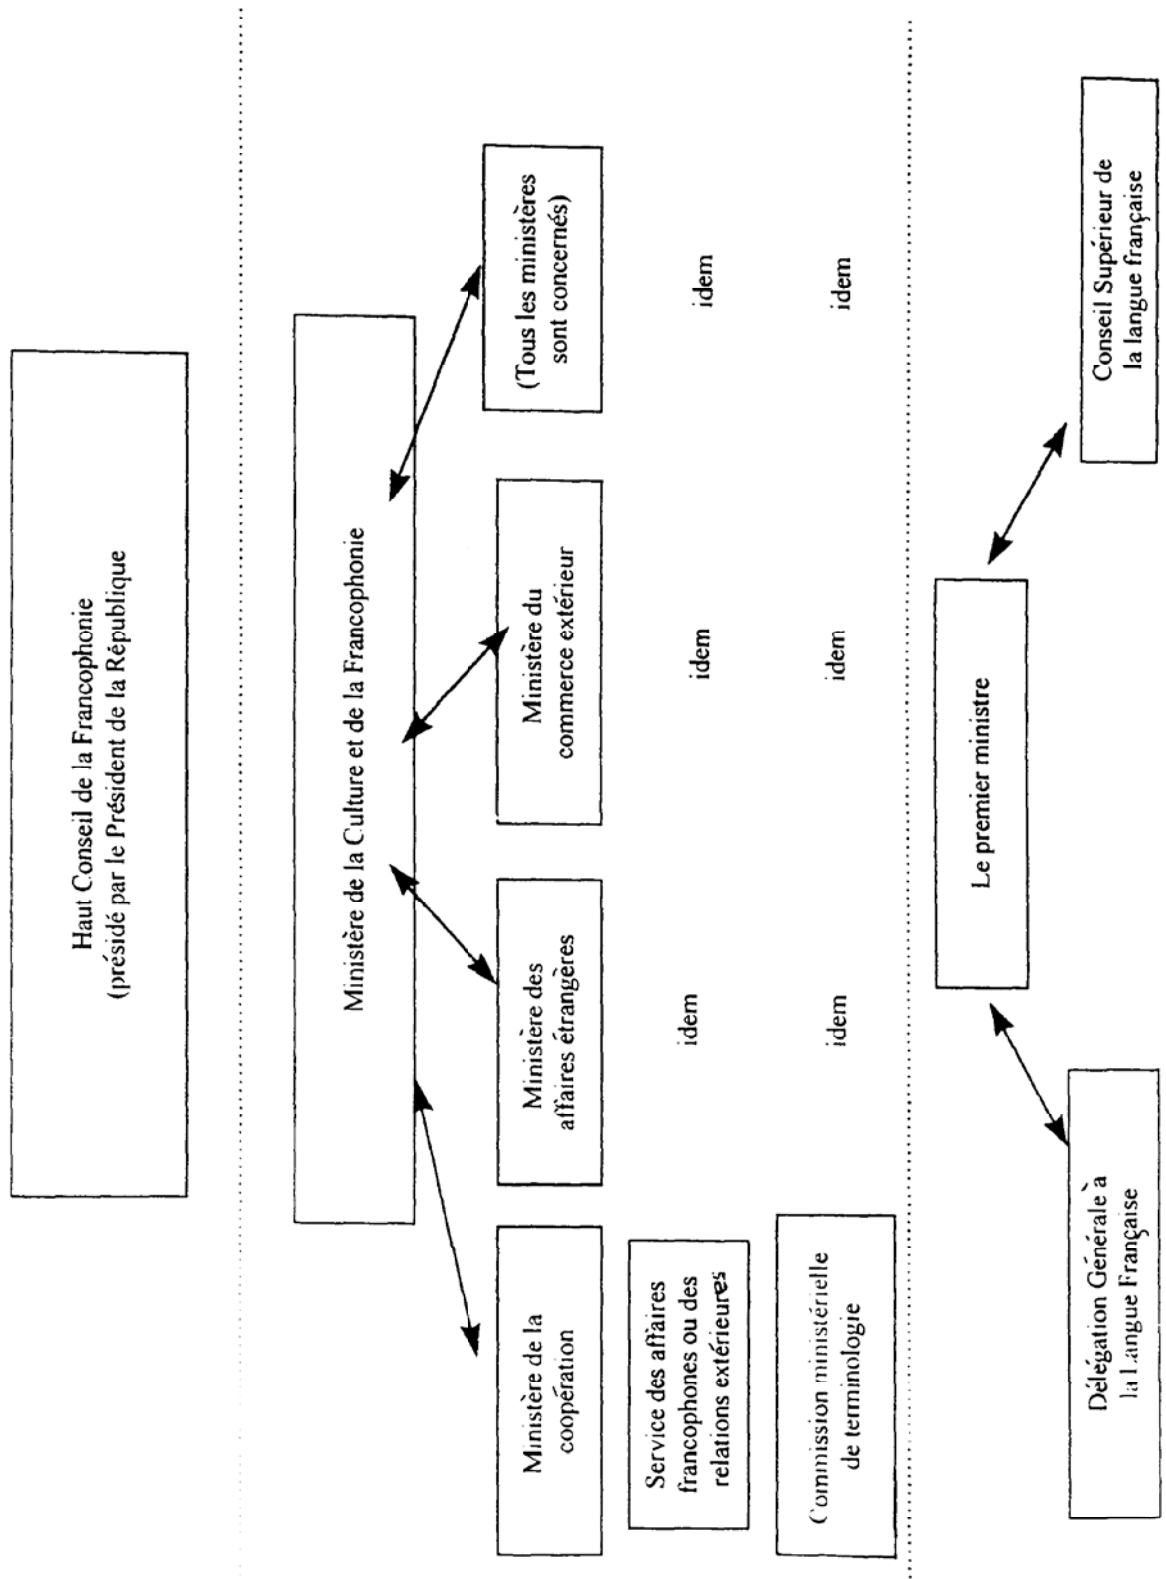 Haut Conseil de la Francophonie
(présidé par le Président de la République
Ministère de la Culture et de la Francophonie
Ministère de la
coopération
Ministère des
affaires étrangères
Ministère du
commerce extérieur
(Tous les ministères
sont concernés)
Service des affaires
francophones ou des
relations extérieures
idem
idem
idem
Commission ministérielle
de terminologie
idem
idem
idem
Le premier ministre
Délégation Générale à
la Langue Française
Conseil Supérieur de
la langue française